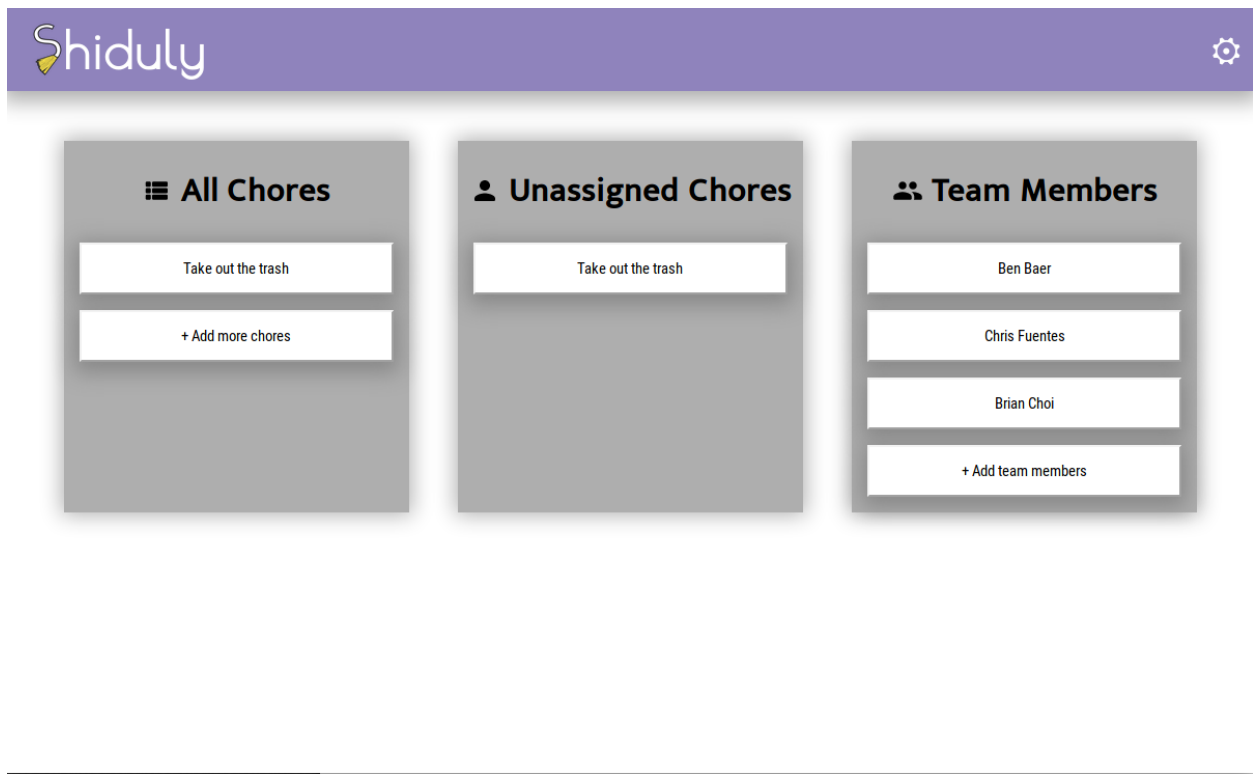 Shiduly
All Chores
Take out the trash
+ Add more chores
Unassigned Chores
Take out the trash
Team Members
Ben Baer
Chris Fuentes
Brian Choi
+ Add team members